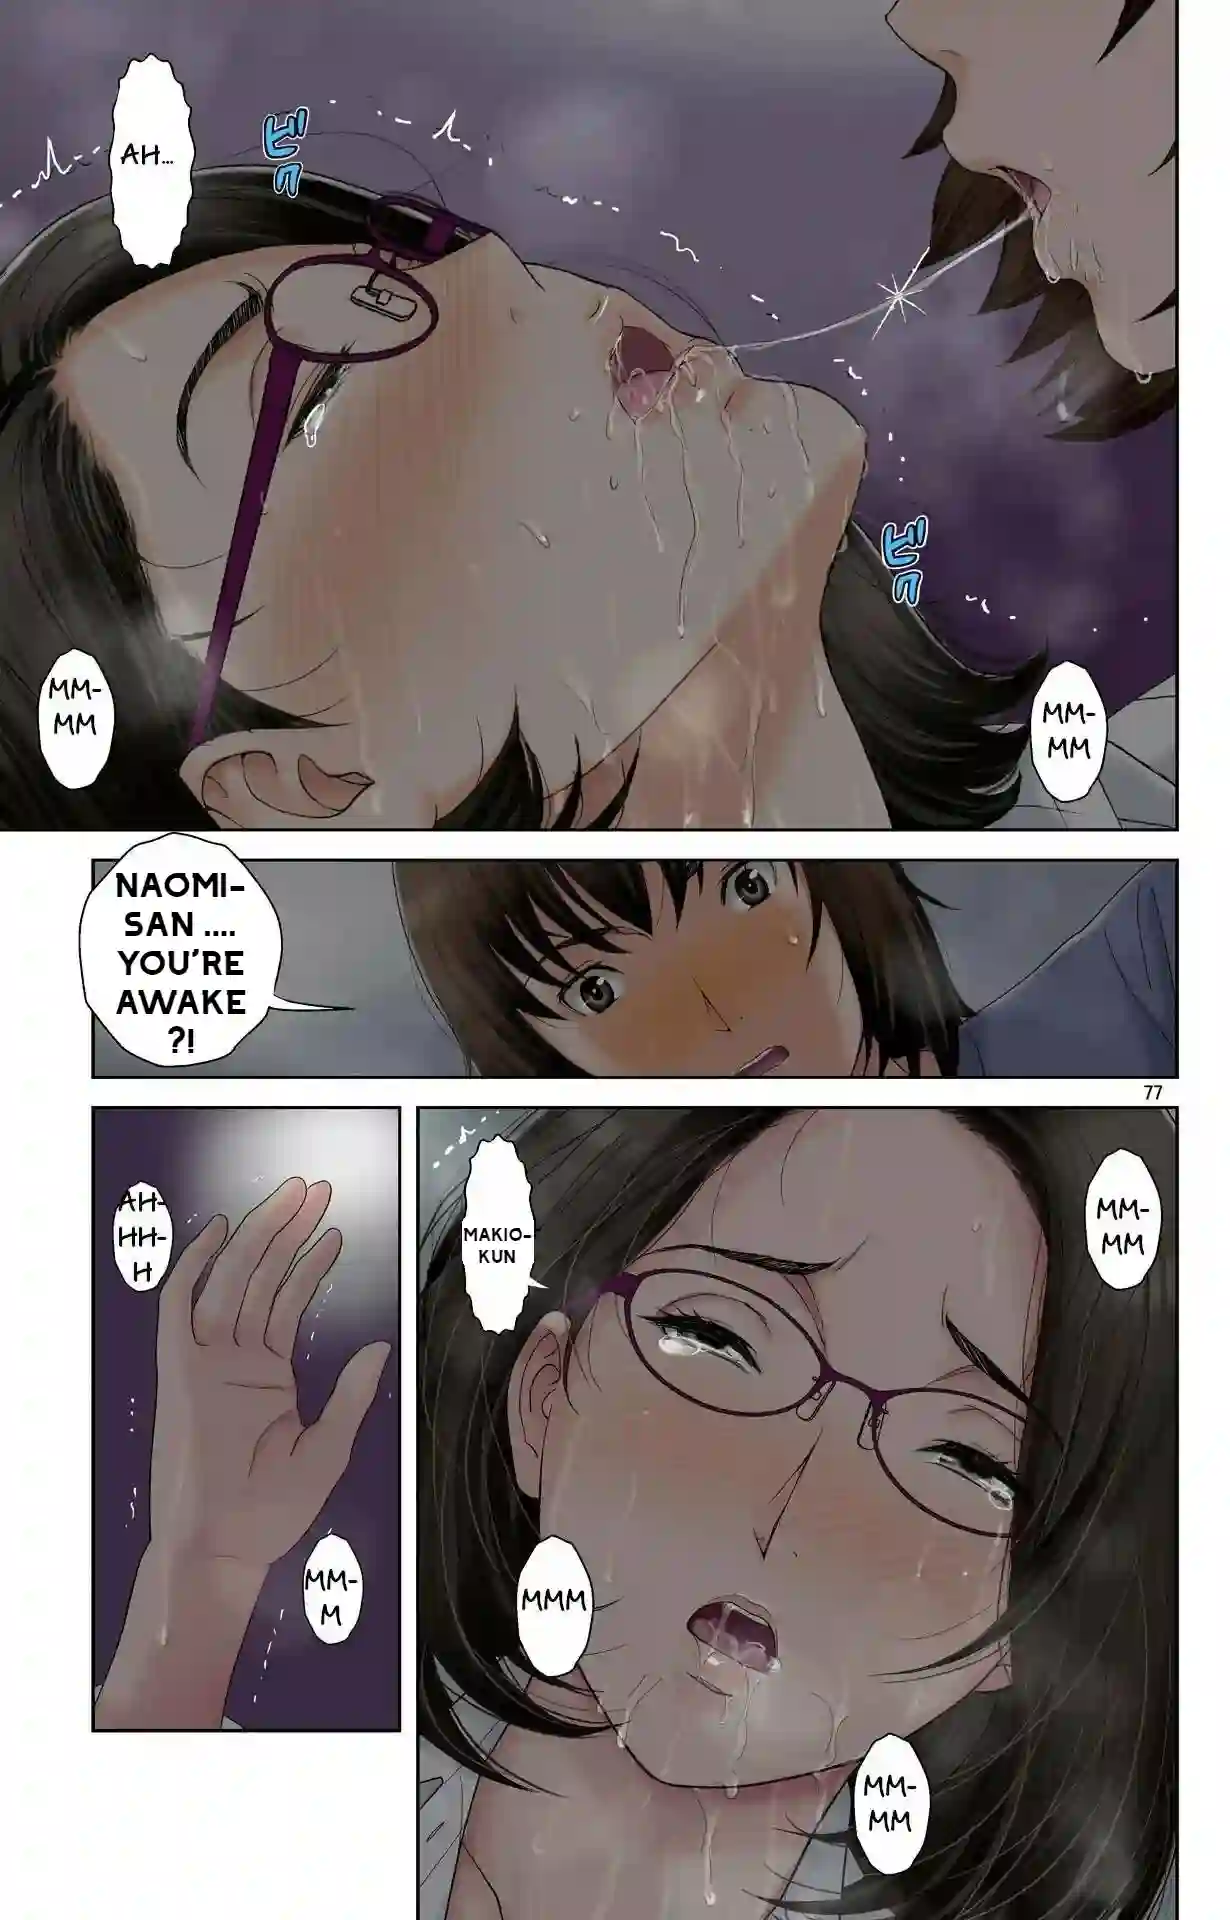 AH...
ビク
MM-
MM
ビク
MM-
MM
NAOMI-
SAN ....
YOU'RE
AWAKE
?!
77
AH-
HH-
H
MM-
M
MAKIO-
KUN
MM-
MM
MMM
MM-
MM